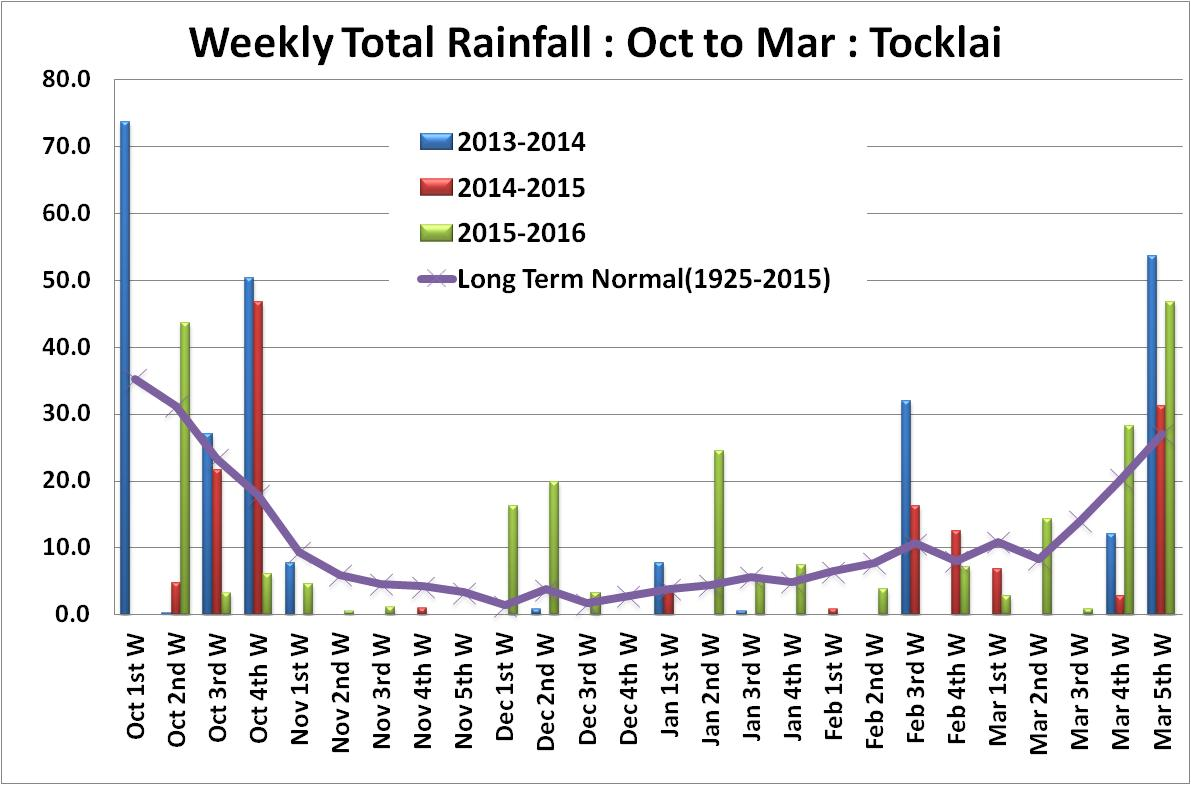 Weekly Total Rainfall : Oct to Mar : Tocklai
80.0
70.0
60.0
50.0
40.0
30.0
20.0
10.0
0.0
2013-2014
2014-2015
2015-2016
Long Term Normal(1925-2015)
Oct 1st W
Oct 2nd W
Oct 3rd W
Oct 4th W
Nov 1st W
Nov 2nd W
Nov 3rd W
Nov 4th W
Nov 5th W
Dec 1st W
Dec 2nd W
Dec 3rd W
Dec 4th W
Jan 1st W
Jan 2nd W
Jan 3rd W
Jan 4th W
Feb 1st W
Feb 2nd W
Feb 3rd W
Feb 4th W
Mar 1st W
Mar 2nd W
Mar 3rd W
Mar 4th W
Mar 5th W